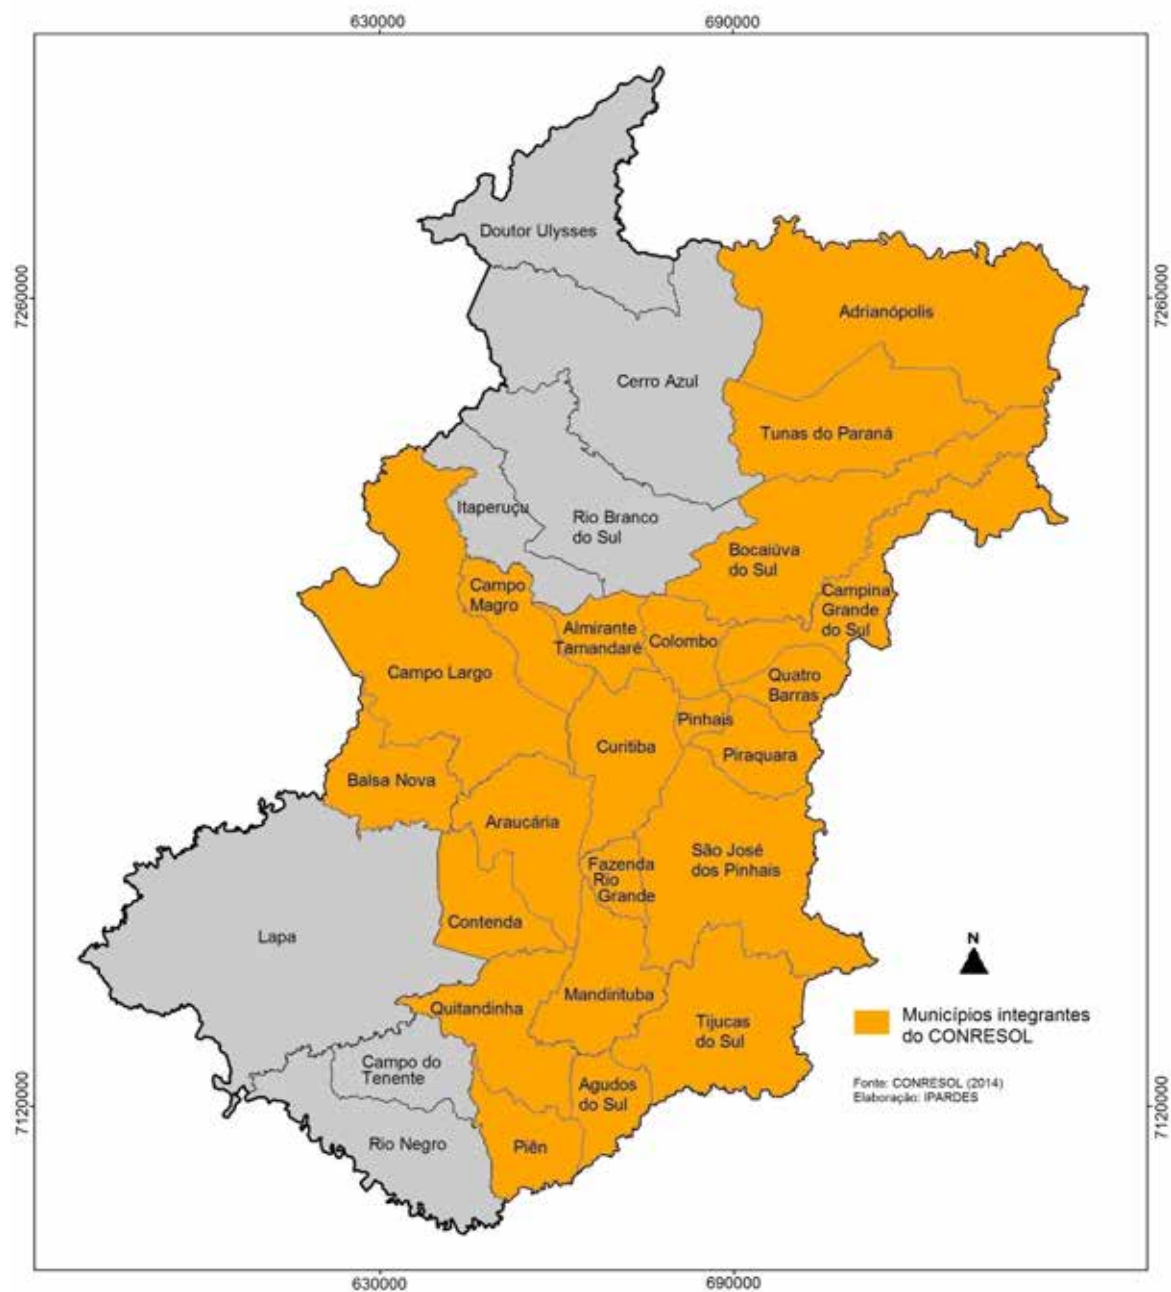 630000
690000
Doutor Ulysses
7260000
7260000
Adrianópolis
Cerro Azul
Tunas do Paraná
Itaperuçu
Rio Branco
do Sul
Bocaiúva
do Sul
Campo
Magro
Campina
Grande
do Sul
Almirante
Tamandaré
Colombo
Campo Largo
Quatro
Barras
Pinhais
Curitiba
Piraquara
Balsa Nova
Araucária
São José
dos Pinhais
Fazenda
Rio
Grande
Contenda
Lapa
N
Mandirituba
Quitandinha
Tijucas
do Sul
Municípios integrantes
do CONRESOL
Campo do
Tenente
Agudos
do Sul
Fonte: CONRESOL (2014)
Elaboração: IPARDES
7120000
7120000
Rio Negro
Piên
630000
690000